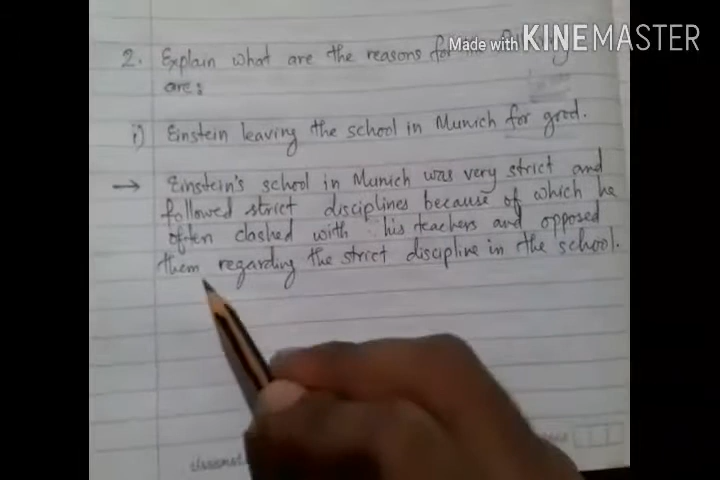 Made with KINEMASTER
2. Explain what are the reasons for
are:
i) Einstein leaving the school in Munich for good.
→ Einstein's school in Munich was very strict and
followed strict disciplines because of which he
often clashed with his teachers and opposed
them regarding the strict discipline in the school.